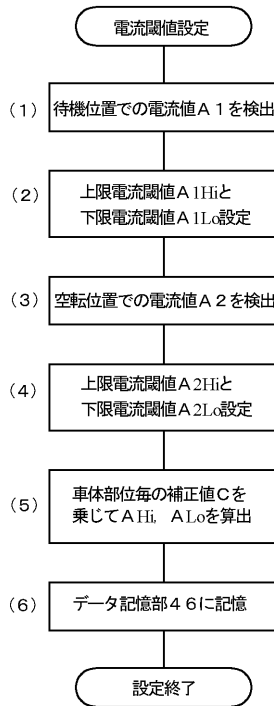 電流閾値設定
(1) 待機位置での電流値A1を検出
(2) 上限電流閾値A1Hiと
下限電流閾値A1Lo設定
(3) 空転位置での電流値A2を検出
(4) 上限電流閾値A2Hiと
下限電流閾値A2Lo設定
(5) 車体部位毎の補正値Cを
乗じてAHi, ALoを算出
(6) データ記憶部46に記憶
設定終了